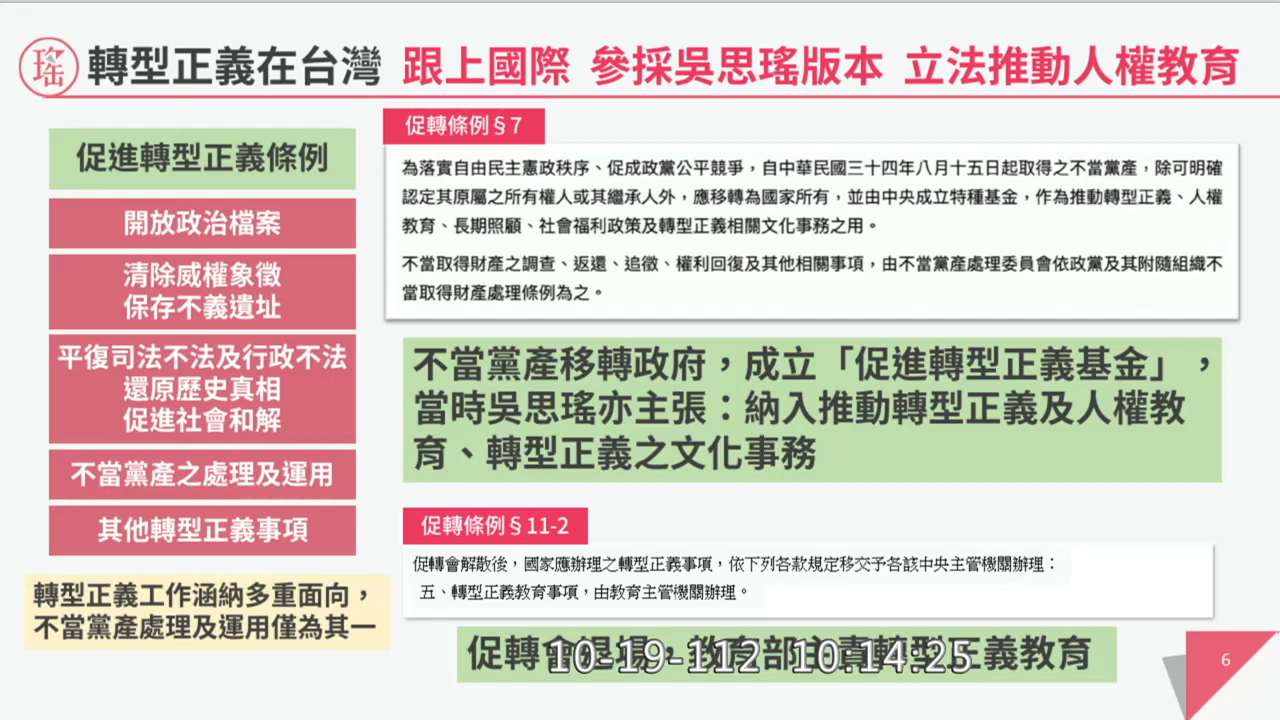 瑤
轉型正義在台灣 跟上國際 參採吳思瑤版本 立法推動人權教育
促進轉型正義條例
開放政治檔案
清除威權象徵
保存不義遺址
平復司法不法及行政不法
還原歷史真相
促進社會和解
不當黨產之處理及運用
其他轉型正義事項
轉型正義工作涵納多重面向，
不當黨產處理及運用僅為其一
促轉條例§7
為落實自由民主憲政秩序、促成政黨公平競爭，自中華民國三十四年八月十五日起取得之不當黨產，除可明確
認定其原屬之所有權人或其繼承人外，應移轉為國家所有，並由中央成立特種基金，作為推動轉型正義、人權
教育、長期照顧、社會福利政策及轉型正義相關文化事務之用。
不當取得財產之調查、返還、追徵、權利回復及其他相關事項，由不當黨產處理委員會依政黨及其附隨組織不
當取得財產處理條例為之。
不當黨產移轉政府，成立「促進轉型正義基金」，
當時吳思瑤亦主張：納入推動轉型正義及人權教
育、轉型正義之文化事務
促轉條例§11-2
促轉會解散後，國家應辦理之轉型正義事項，依下列各款規定移交予各該中央主管機關辦理：
五、轉型正義教育事項，由教育主管機關辦理。
促轉會退場，教育部主責轉型正義教育
10-19-112 10:14:25
6